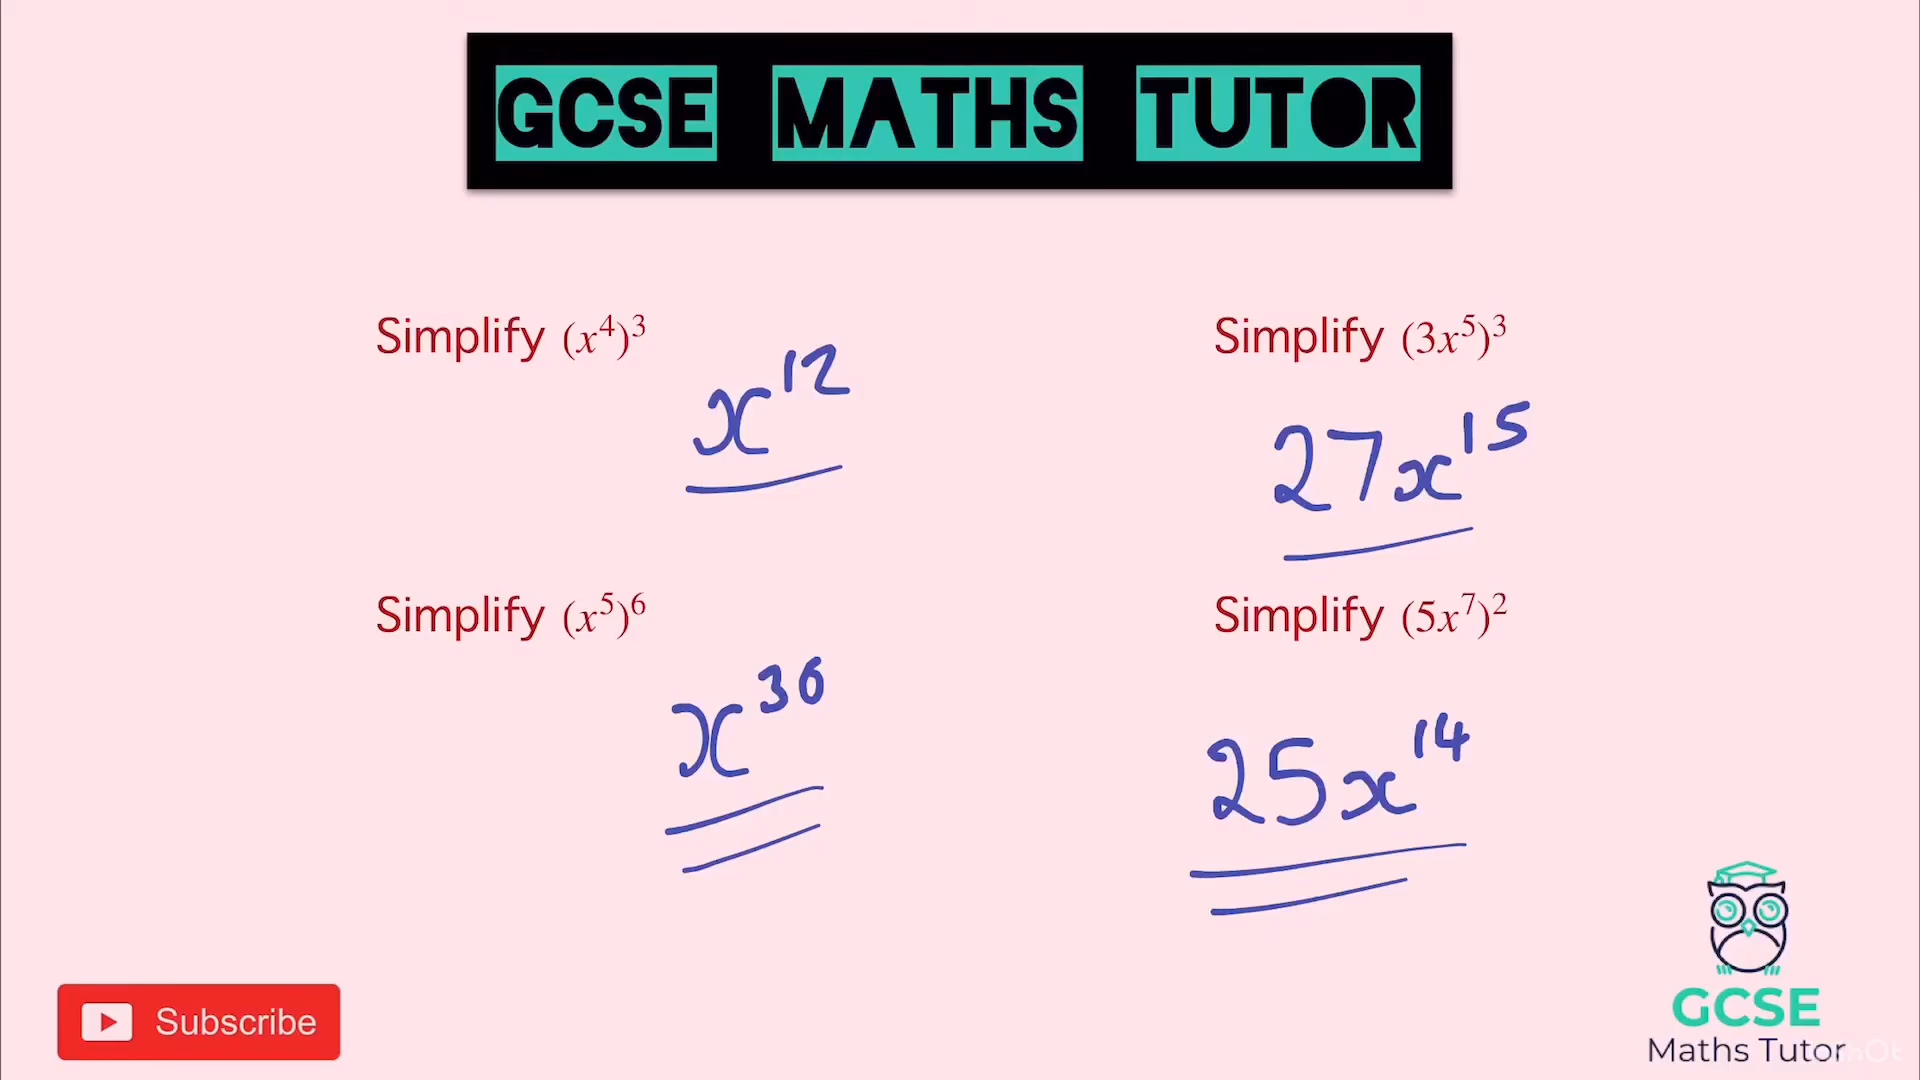 GCSE MATHS TUTOR
Simplify (x⁴)³
x¹²
Simplify (3x⁵)³
27x¹⁵
Simplify (x⁵)⁶
x³⁰
Simplify (5x⁷)²
25x¹⁴
Subscribe
GCSE
Maths Tutor